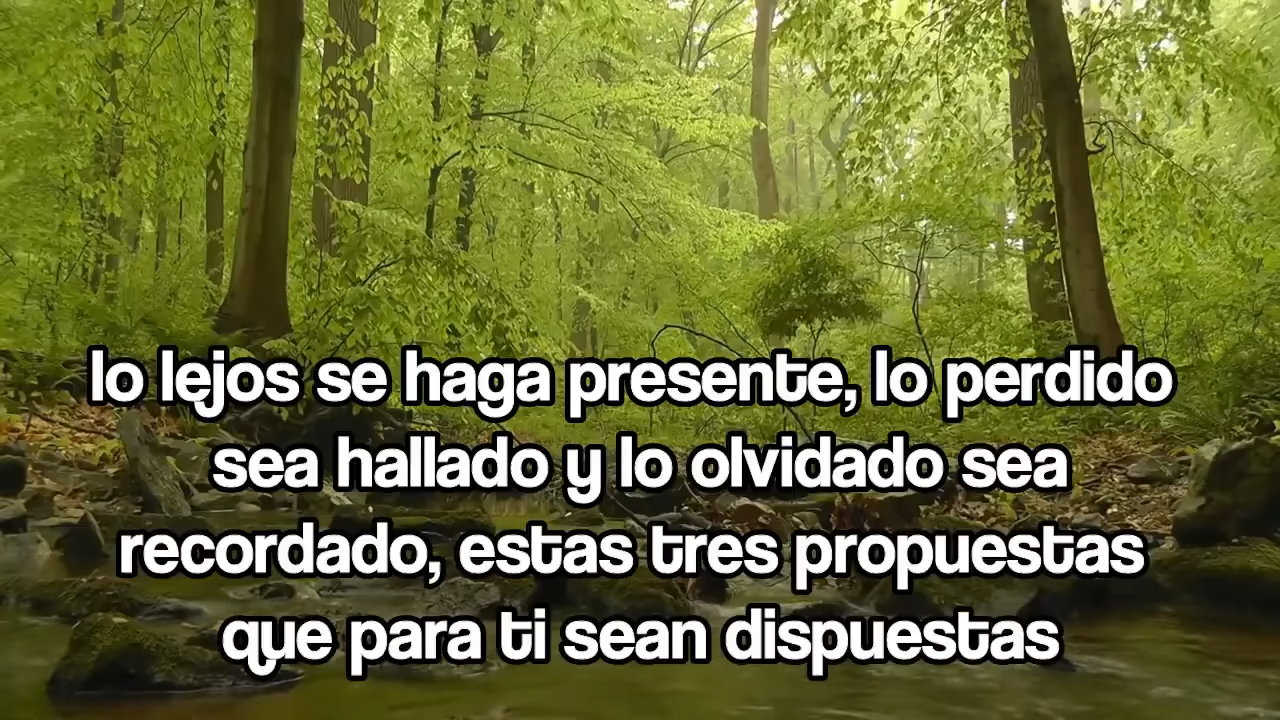 lo lejos se haga presente, lo perdido
sea hallado y lo olvidado sea
recordado, estas tres propuestas
que para ti sean dispuestas